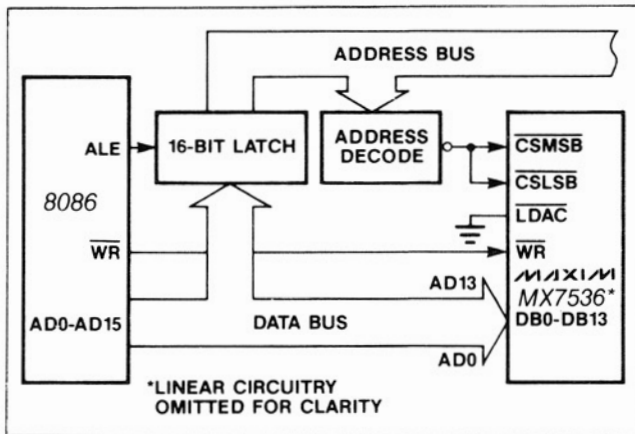 ADDRESS BUS
ALE
16-BIT LATCH
ADDRESS
DECODE
CSMSB
CSLSB
8086
LDAC
WR
WR
MAXIM
AD13
MX7536*
AD0-AD15
DATA BUS
DB0-DB13
AD0
*LINEAR CIRCUITRY
OMITTED FOR CLARITY